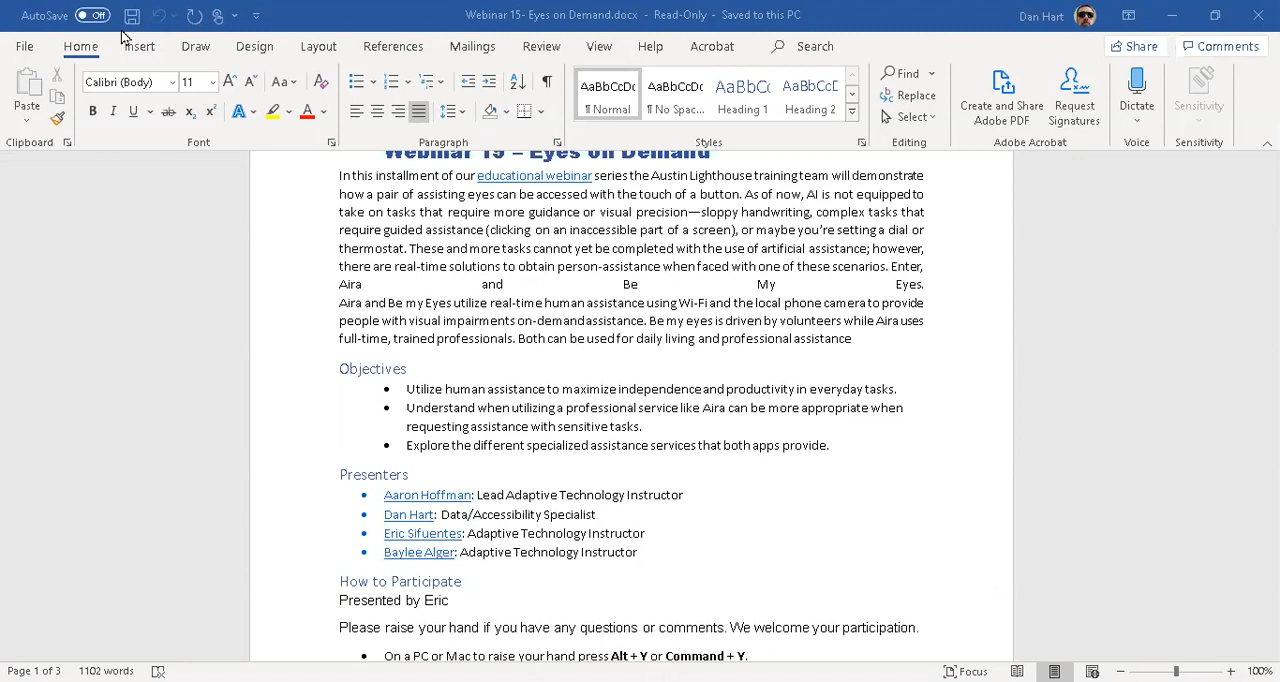 AutoSave Off Webinar 15- Eyes on Demand.docx - Read-Only - Saved to this PC Dan Hart
File Home Insert Draw Design Layout References Mailings Review View Help Acrobat Search Share Comments
Paste Calibri (Body) 11 A A Aa A AaBbCcDc AaBbCcDc AaBbCc AaBbCcD Find Create and Share Request Dictate Sensitivity
B I U ab x₂ x² A A ¶ Normal ¶ No Spac... Heading 1 Heading 2 Replace Adobe PDF Signatures
Select
Clipboard Font Paragraph Styles Editing Adobe Acrobat Voice Sensitivity
Webinar 15 – Eyes on Demand
In this installment of our educational webinar series the Austin Lighthouse training team will demonstrate
how a pair of assisting eyes can be accessed with the touch of a button. As of now, AI is not equipped to
take on tasks that require more guidance or visual precision—sloppy handwriting, complex tasks that
require guided assistance (clicking on an inaccessible part of a screen), or maybe you're setting a dial or
thermostat. These and more tasks cannot yet be completed with the use of artificial assistance; however,
there are real-time solutions to obtain person-assistance when faced with one of these scenarios. Enter,
Aira and Be My Eyes.
Aira and Be my Eyes utilize real-time human assistance using Wi-Fi and the local phone camera to provide
people with visual impairments on-demand assistance. Be my eyes is driven by volunteers while Aira uses
full-time, trained professionals. Both can be used for daily living and professional assistance
Objectives
• Utilize human assistance to maximize independence and productivity in everyday tasks.
• Understand when utilizing a professional service like Aira can be more appropriate when
requesting assistance with sensitive tasks.
• Explore the different specialized assistance services that both apps provide.
Presenters
• Aaron Hoffman: Lead Adaptive Technology Instructor
• Dan Hart: Data/Accessibility Specialist
• Eric Sifuentes: Adaptive Technology Instructor
• Baylee Alger: Adaptive Technology Instructor
How to Participate
Presented by Eric
Please raise your hand if you have any questions or comments. We welcome your participation.
• On a PC or Mac to raise your hand press Alt + Y or Command + Y.
Page 1 of 3 1102 words Focus 100%